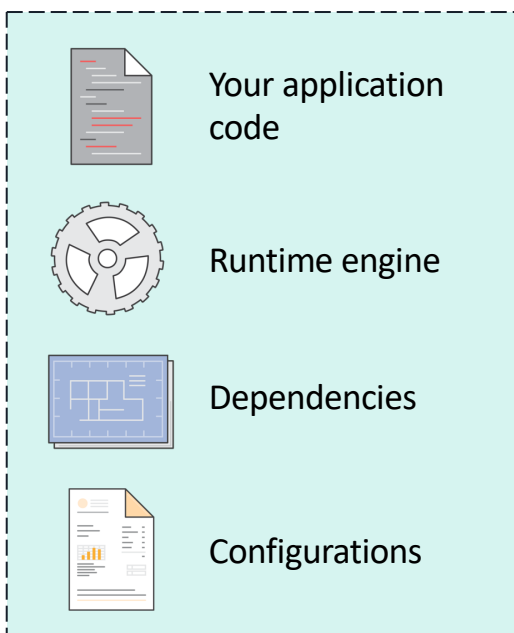 Your application
code
Runtime engine
Dependencies
Configurations